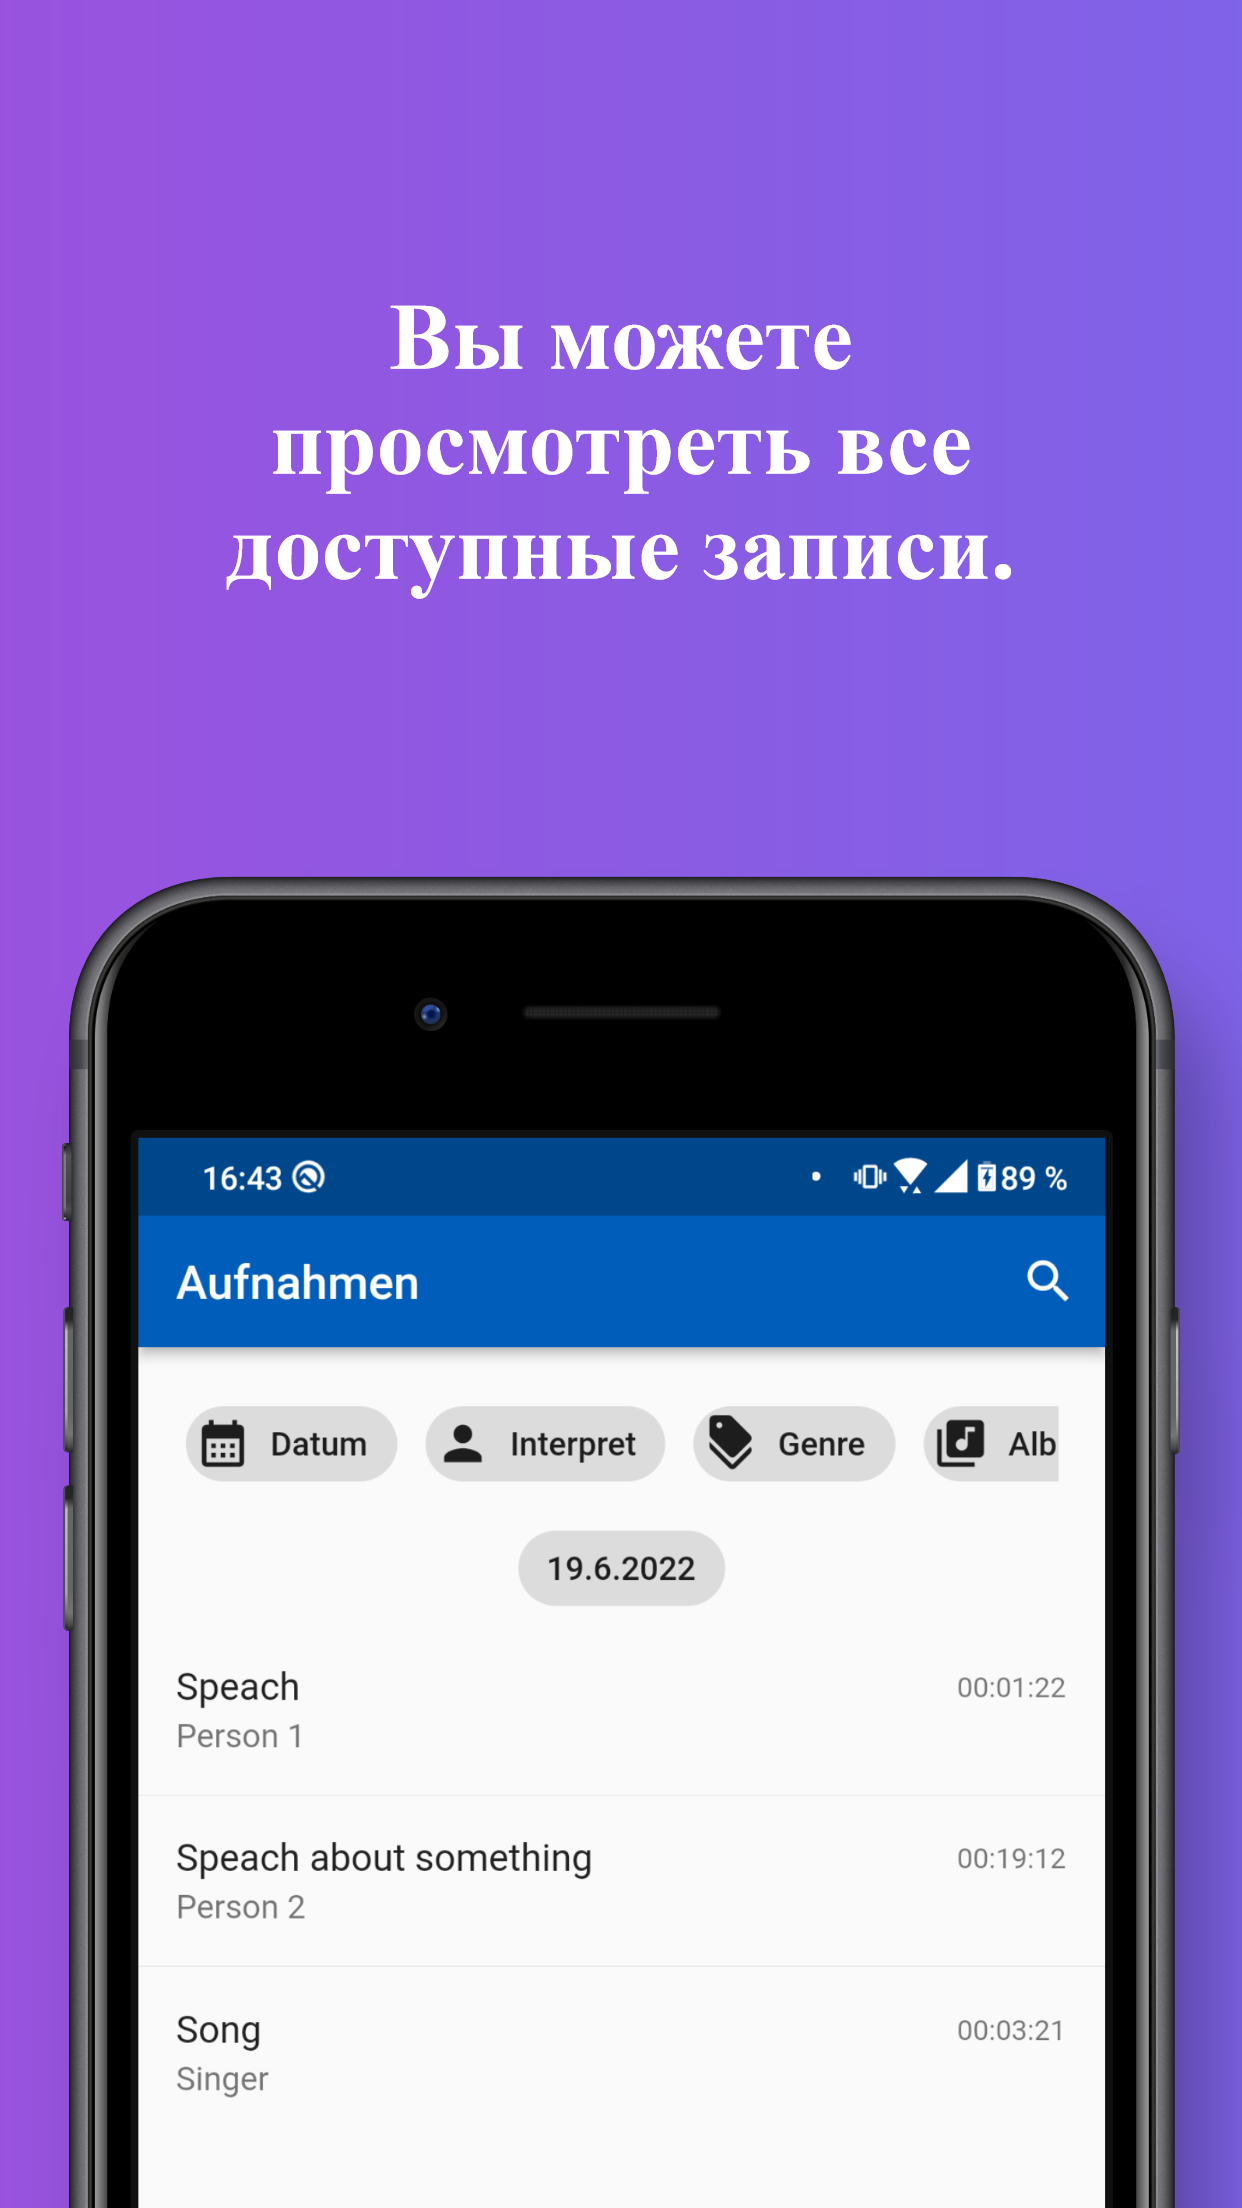 Вы можете
просмотреть все
доступные записи.
16:43 89 %
Aufnahmen
Datum Interpret Genre Alb
19.6.2022
Speach 00:01:22
Person 1
Speach about something 00:19:12
Person 2
Song 00:03:21
Singer